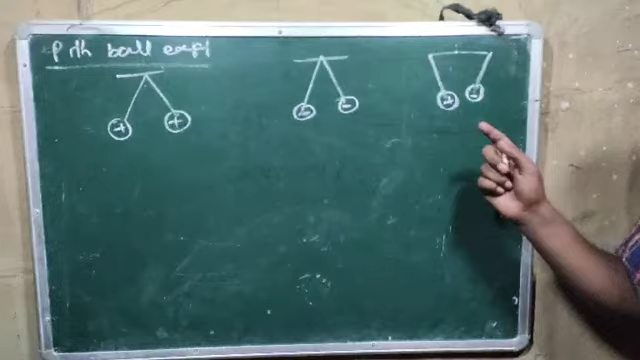 Pith ball expt
+ + - - + -